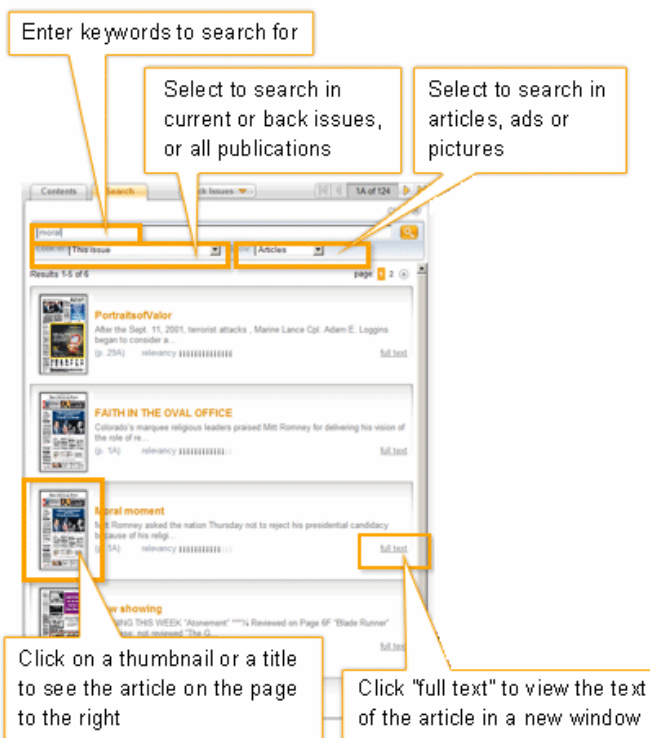 Enter keywords to search for
Select to search in
current or back issues,
or all publications
Select to search in
articles, ads or
pictures
Contents Search Issues 1A of 124
moral
This issue Articles
Results 1-5 of 6 page 1 2
PortraitsofValor
After the Sept. 11, 2001, terrorist attacks , Marine Lance Cpl. Adam E. Loggins
began to consider a...
(p. 29A) relevancy full text
FAITH IN THE OVAL OFFICE
Colorado's marquee religious leaders praised Mitt Romney for delivering his vision of
the role of re...
(p. 1A) relevancy full text
Moral moment
Mitt Romney asked the nation Thursday not to reject his presidential candidacy
because of his religi...
(p. 1A) relevancy full text
showing
THIS WEEK "Atonement" ***½ Reviewed on Page 6F "Blade Runner"
not reviewed "The G...
full text
Click on a thumbnail or a title
to see the article on the page
to the right
Click "full text" to view the text
of the article in a new window